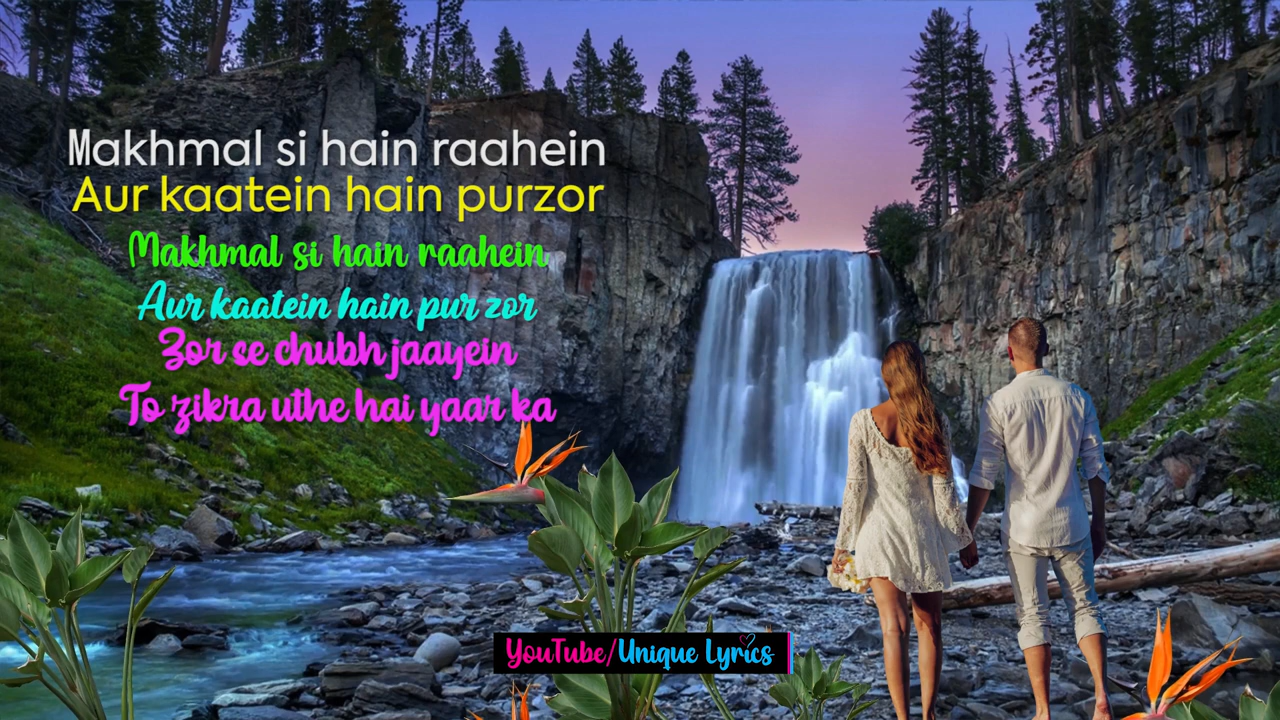 Makhmal si hain raahein
Aur kaatein hain purzor
Makhmal si hain raahein
Aur kaatein hain pur zor
Zor se chubh jaayein
To zikra uthe hai yaar ka
YouTube/Unique Lyrics